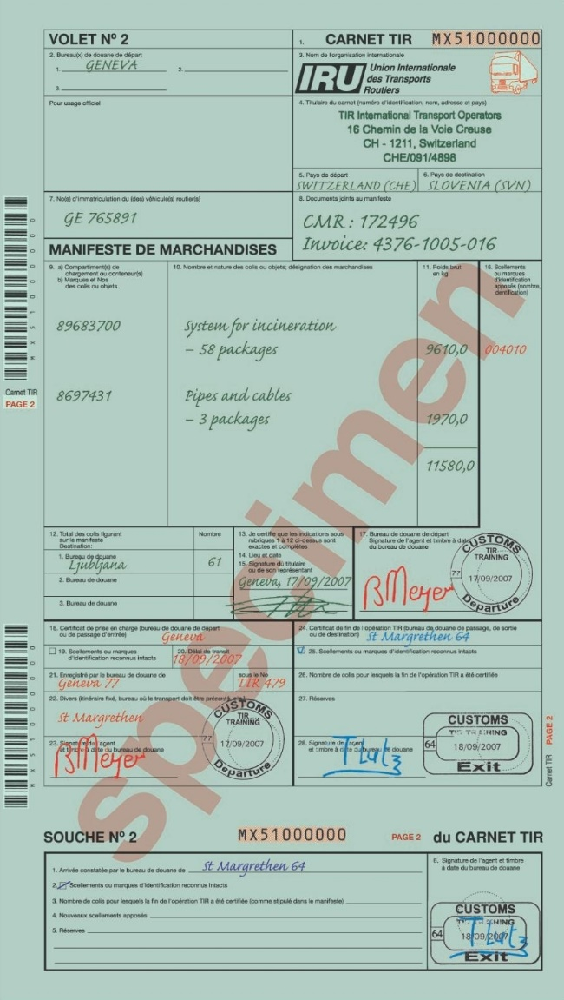 VOLET Nº 2
1. CARNET TIR MX51000000
2. Bureau(x) de douane de départ
1. GENEVA 2.
3.
3. Nom de l'organisation internationale
IRU Union Internationale
des Transports
Routiers
Pour usage officiel
4. Titulaire du carnet (numéro d'identification, nom, adresse et pays)
TIR International Transport Operators
16 Chemin de la Voie Creuse
CH - 1211, Switzerland
CHE/091/4898
5. Pays de départ
SWITZERLAND (CHE)
6. Pays de destination
SLOVENIA (SVN)
7. No(s) d'immatriculation du (des) véhicule(s) routier(s)
GE 765891
8. Documents joints au manifeste
CMR : 172496
Invoice: 4376-1005-016
MANIFESTE DE MARCHANDISES
9. a) Compartiment(s) de
chargement ou conteneur(s)
b) Marques et Nos
des colis ou objets
10. Nombre et nature des colis ou objets; désignation des marchandises
11. Poids brut
en kg
16. Scellements
ou marques
d'identification
apposés (nombre,
identification)
89683700 System for incineration
– 58 packages 9610,0 004010
8697431 Pipes and cables
– 3 packages 1970,0
11580,0
MX51000000
Carnet TIR
PAGE 2
12. Total des colis figurant
sur le manifeste
Destination:
Nombre
1. Bureau de douane
Ljubljana 61
2. Bureau de douane
3. Bureau de douane
13. Je certifie que les indications sous
rubriques 1 à 12 ci-dessus sont
exactes et complètes
14. Lieu et date
15. Signature du titulaire
ou de son représentant
Geneva, 17/09/2007
17. Bureau de douane de départ
Signature de l'agent et timbre à date
du bureau de douane
BMeyer
CUSTOMS
TIR
TRAINING
77 17/09/2007
Departure
18. Certificat de prise en charge (bureau de douane de départ
ou de passage d'entrée) Geneva
19. Scellements ou marques
d'identification reconnus intacts
20. Délai de transit
18/09/2007
21. Enregistré par le bureau de douane de
Geneva 77
sous le No
TIR 479
22. Divers (itinéraire fixé, bureau où le transport doit être présenté, etc.)
St Margrethen
23. Signature de l'agent
et timbre à date du bureau de douane
BMeyer
CUSTOMS
TIR
TRAINING
77 17/09/2007
Departure
24. Certificat de fin de l'opération TIR (bureau de douane de passage, de sortie
ou de destination) St Margrethen 64
25. Scellements ou marques d'identification reconnus intacts
26. Nombre de colis pour lesquels la fin de l'opération TIR a été certifiée
27. Réserves
28. Signature de l'agent
et timbre à date du bureau de douane
T Lutz
CUSTOMS
TIR TRAINING
64 18/09/2007
Exit
MX51000000
Carnet TIR PAGE 2
specimen
SOUCHE Nº 2 MX51000000 PAGE 2 du CARNET TIR
1. Arrivée constatée par le bureau de douane de St Margrethen 64
2. Scellements ou marques d'identification reconnus intacts
3. Nombre de colis pour lesquels la fin de l'opération TIR a été certifiée (comme stipulé dans le manifeste)
4. Nouveaux scellements apposés
5. Réserves
6. Signature de l'agent et timbre
à date du bureau de douane
CUSTOMS
TIR TRAINING
64 18/09/2007
T Lutz
Exit